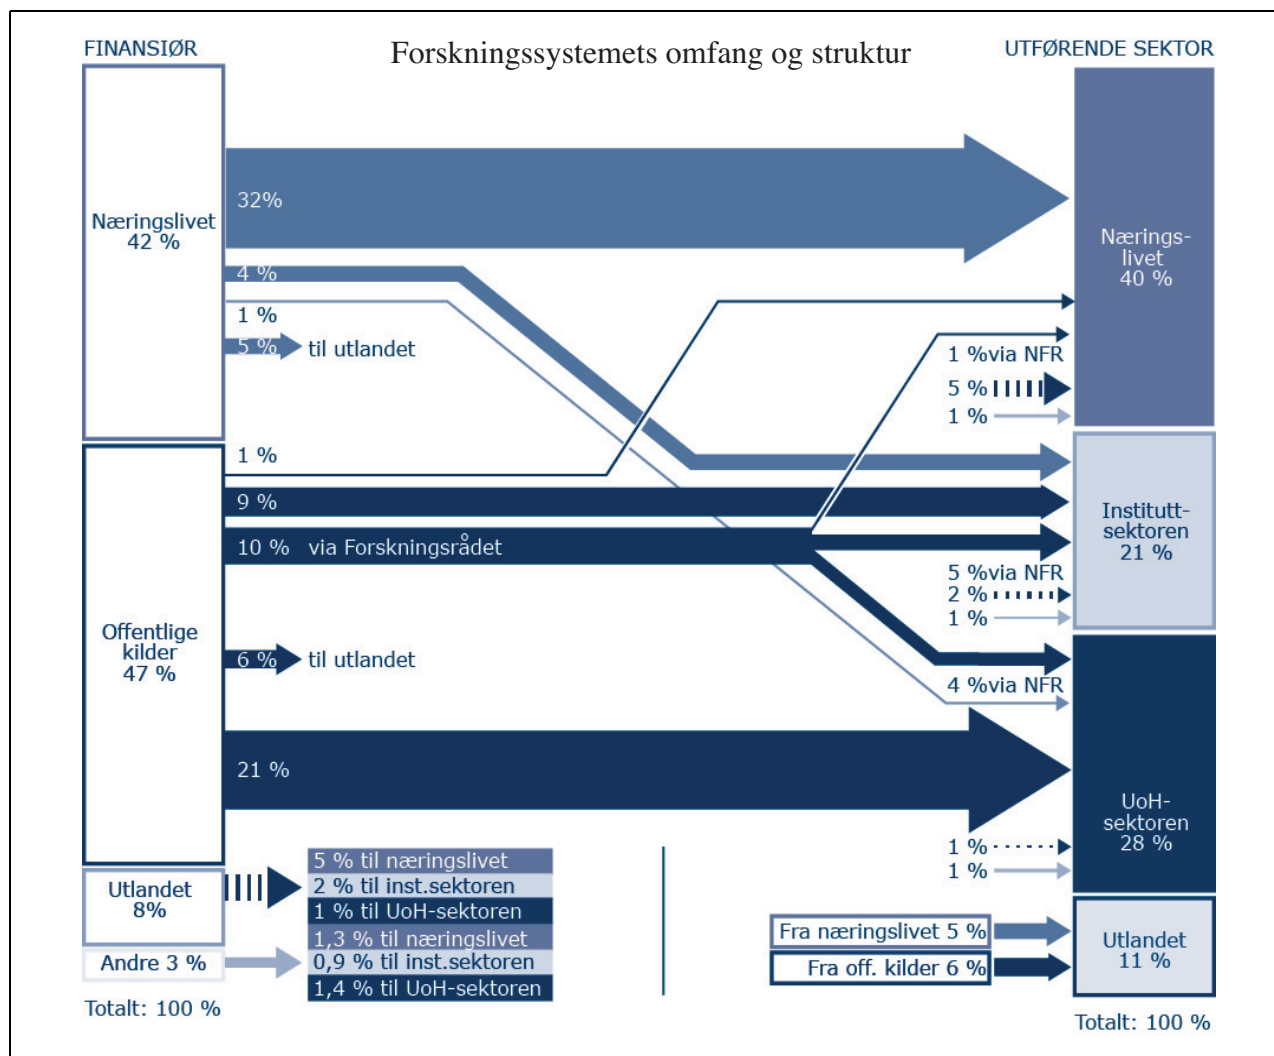 Forskningssystemets omfang og struktur
FINANSIØR
UTFØRENDE SEKTOR
Næringslivet
42 %
32%
4 %
1 %
5 %
til utlandet
Offentlige
kilder
47 %
1 %
9 %
10 % via Forskningsrådet
6 %
til utlandet
21 %
Utlandet
8%
5 % til næringslivet
2 % til inst.sektoren
1 % til UoH-sektoren
Andre 3 %
1,3 % til næringslivet
0,9 % til inst.sektoren
1,4 % til UoH-sektoren
Totalt: 100 %
Nærings-
livet
40 %
1 %via NFR
5 %
1 %
Institutt-
sektoren
21 %
5 %via NFR
2 %
1 %
4 %via NFR
UoH-
sektoren
28 %
1 %
1 %
Fra næringslivet 5 %
Fra off. kilder 6 %
Utlandet
11 %
Totalt: 100 %